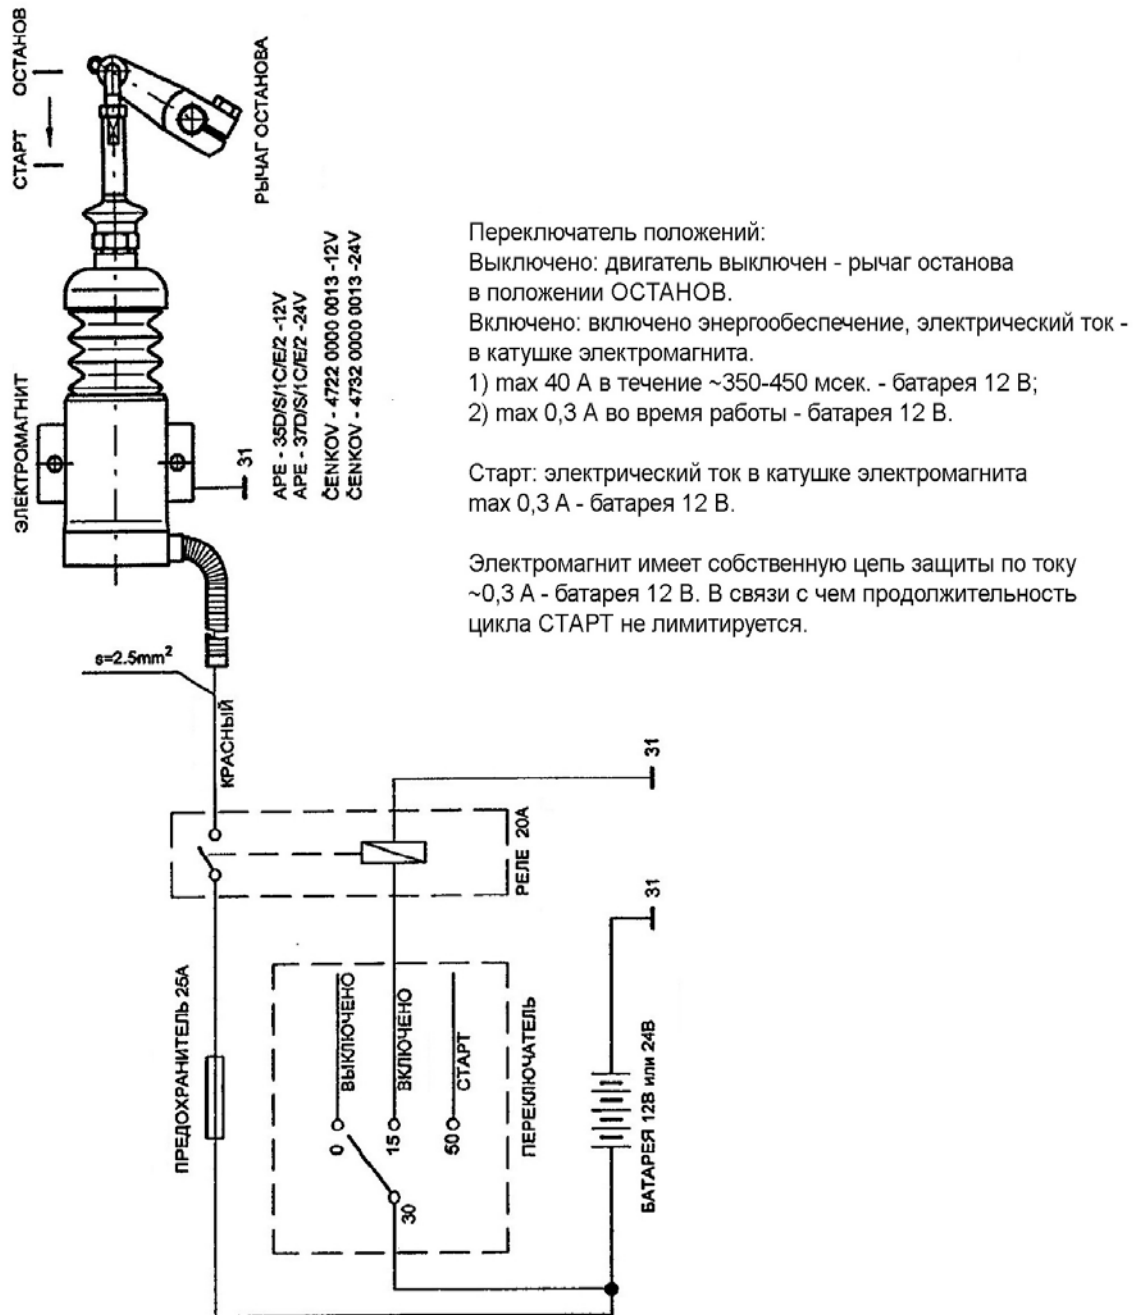 ОСТАНОВ
СТАРТ
РЫЧАГ ОСТАНОВА
ЭЛЕКТРОМАГНИТ
31
APE - 35D/S/1C/E/2 -12V
APE - 37D/S/1C/E/2 -24V
ČENKOV - 4722 0000 0013 -12V
ČENKOV - 4732 0000 0013 -24V
Переключатель положений:
Выключено: двигатель выключен - рычаг останова
в положении ОСТАНОВ.
Включено: включено энергообеспечение, электрический ток -
в катушке электромагнита.
1) max 40 А в течение ~350-450 мсек. - батарея 12 В;
2) max 0,3 А во время работы - батарея 12 В.
Старт: электрический ток в катушке электромагнита
max 0,3 А - батарея 12 В.
Электромагнит имеет собственную цепь защиты по току
~0,3 А - батарея 12 В. В связи с чем продолжительность
цикла СТАРТ не лимитируется.
s=2.5mm²
КРАСНЫЙ
31
РЕЛЕ 20А
31
ПРЕДОХРАНИТЕЛЬ 25А
ВЫКЛЮЧЕНО
ВКЛЮЧЕНО
СТАРТ
0
15
50
30
ПЕРЕКЛЮЧАТЕЛЬ
БАТАРЕЯ 12В или 24В